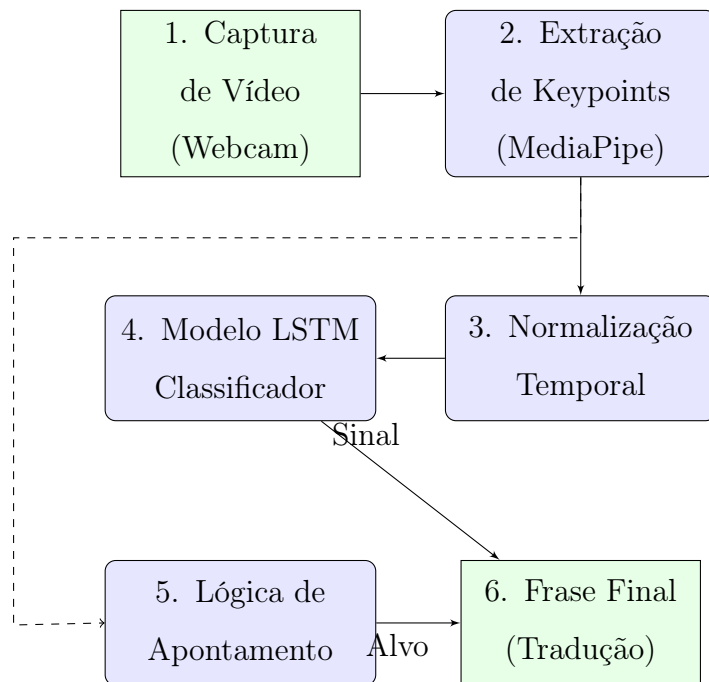 1. Captura
de Vídeo
(Webcam)
2. Extração
de Keypoints
(MediaPipe)
3. Normalização
Temporal
4. Modelo LSTM
Classificador
Sinal
5. Lógica de
Apontamento
Alvo
6. Frase Final
(Tradução)